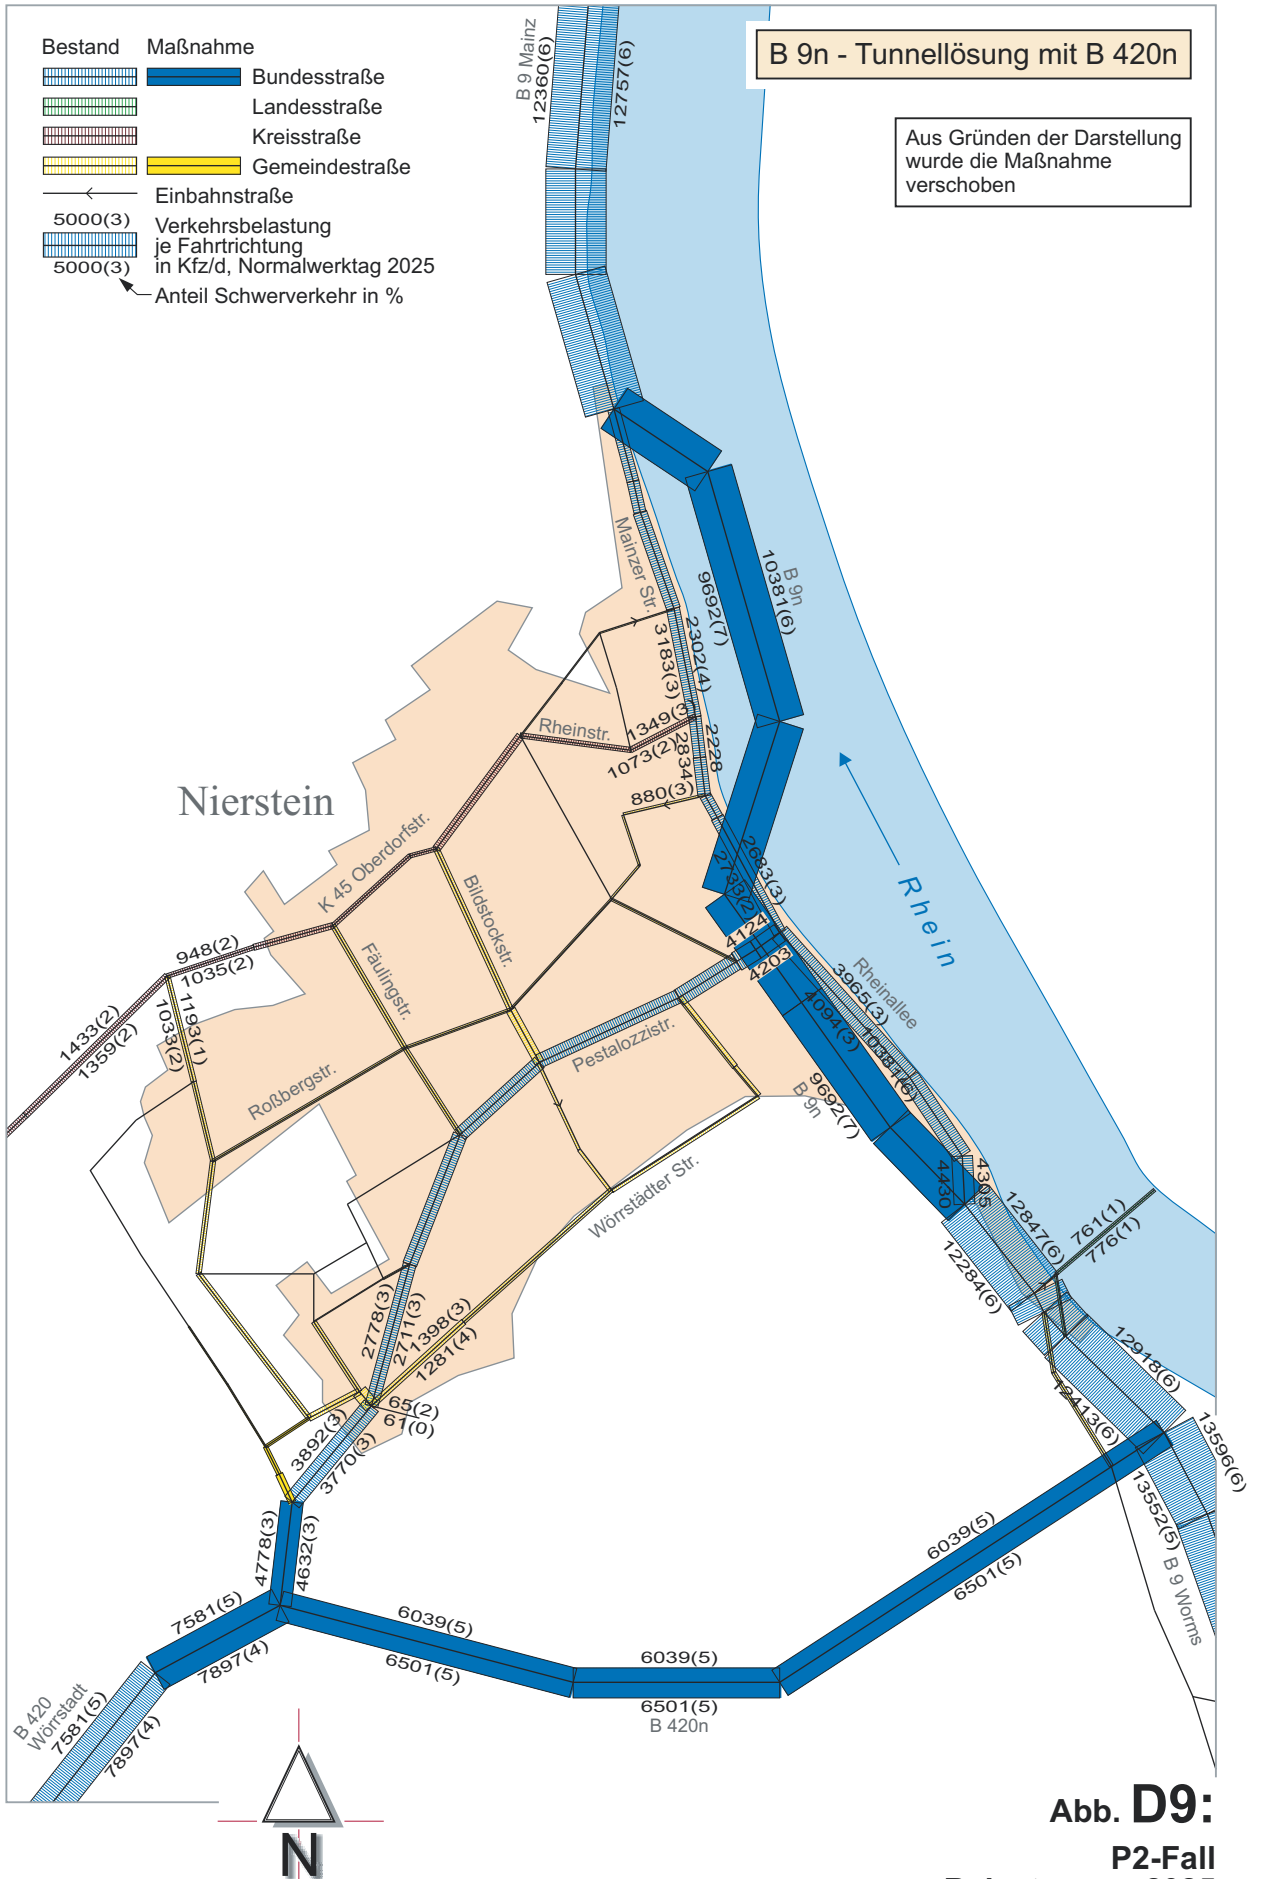 Bestand Maßnahme
Bundesstraße
Landesstraße
Kreisstraße
Gemeindestraße
Einbahnstraße
5000(3)
Verkehrsbelastung
je Fahrtrichtung
5000(3)
in Kfz/d, Normalwerktag 2025
Anteil Schwerverkehr in %
B 9n - Tunnellösung mit B 420n
Aus Gründen der Darstellung
wurde die Maßnahme
verschoben
B 9 Mainz
12360(6)
12757(6)
Mainzer Str.
B 9n
10381(6)
9692(7)
2302(4)
3183(3)
Rheinstr.
1349(3)
1073(2)
2228
2834
880(3)
Nierstein
K 45 Oberdorfstr.
Bildstockstr.
Fäulingstr.
2683(3)
2733(2)
4124
4203
Rhein
948(2)
1035(2)
1433(2)
1359(2)
1193(1)
1033(2)
Roßbergstr.
Pestalozzistr.
Rheinallee
3965(3)
4094(3)
10381(6)
B 9n
9692(7)
Wörrstädter Str.
4305
4430
12847(6)
12284(6)
761(1)
776(1)
2778(3)
2711(3)
1398(3)
1281(4)
65(2)
61(0)
12918(6)
12413(6)
13596(6)
13552(5)
B 9 Worms
3892(3)
3770(3)
4778(3)
4632(3)
6039(5)
6501(5)
7581(5)
7897(4)
6039(5)
6501(5)
6039(5)
6501(5)
B 420n
B 420
Wörrstadt
7581(5)
7897(4)
N
Abb. D9:
P2-Fall